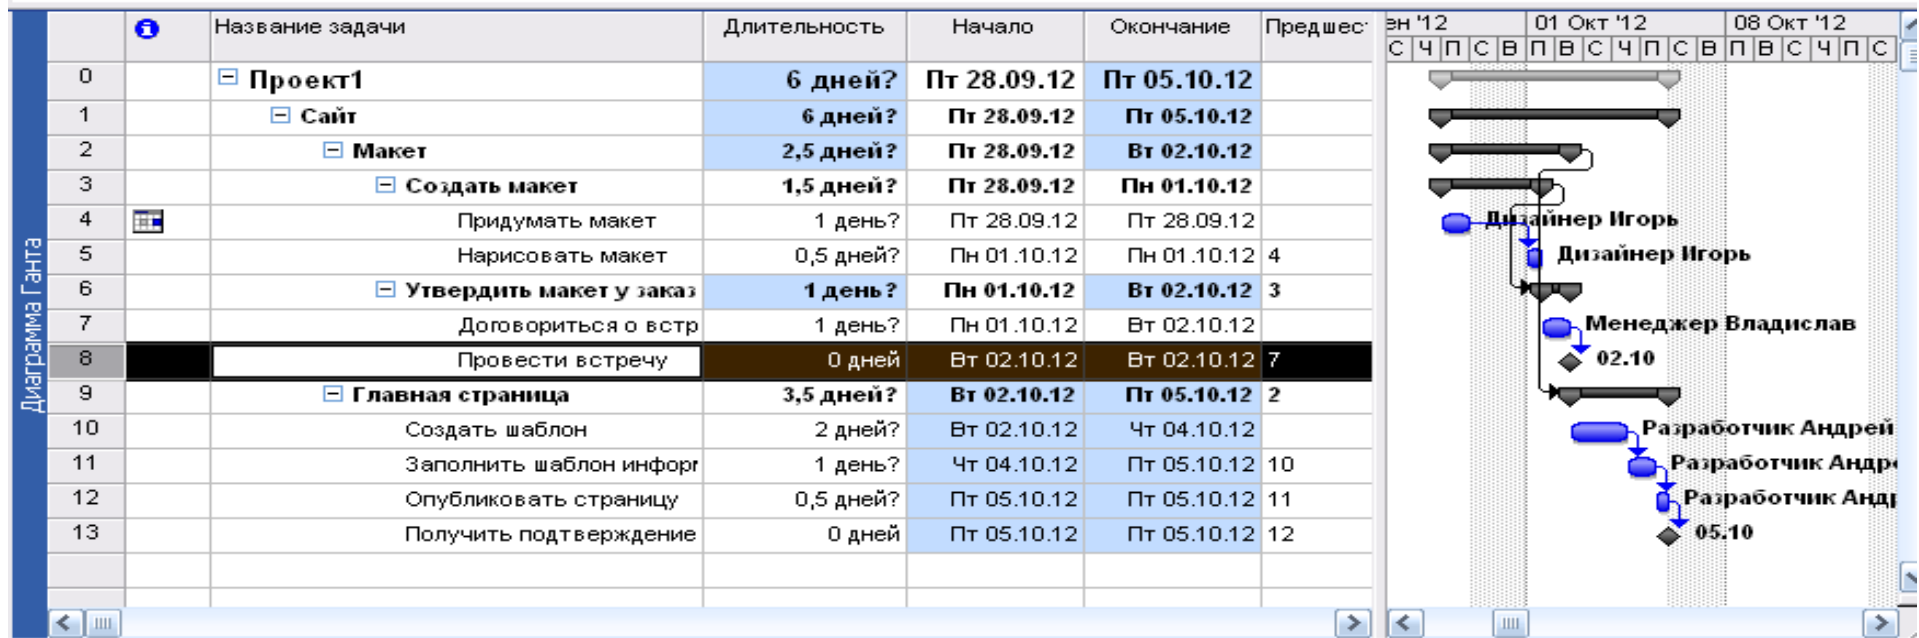 Название задачи Длительность Начало Окончание Предшес ен '12 01 Окт '12 08 Окт '12
С Ч П С В П В С Ч П С В П В С Ч П С
0 Проект1 6 дней? Пт 28.09.12 Пт 05.10.12
1 Сайт 6 дней? Пт 28.09.12 Пт 05.10.12
2 Макет 2,5 дней? Пт 28.09.12 Вт 02.10.12
3 Создать макет 1,5 дней? Пт 28.09.12 Пн 01.10.12
4 Придумать макет 1 день? Пт 28.09.12 Пт 28.09.12 Дизайнер Игорь
5 Нарисовать макет 0,5 дней? Пн 01.10.12 Пн 01.10.12 4 Дизайнер Игорь
6 Утвердить макет у заказ 1 день? Пн 01.10.12 Вт 02.10.12 3
7 Договориться о встр 1 день? Пн 01.10.12 Вт 02.10.12 Менеджер Владислав
8 Провести встречу 0 дней Вт 02.10.12 Вт 02.10.12 7 02.10
9 Главная страница 3,5 дней? Вт 02.10.12 Пт 05.10.12 2
10 Создать шаблон 2 дней? Вт 02.10.12 Чт 04.10.12 Разработчик Андрей
11 Заполнить шаблон инфор 1 день? Чт 04.10.12 Пт 05.10.12 10 Разработчик Андр
12 Опубликовать страницу 0,5 дней? Пт 05.10.12 Пт 05.10.12 11 Разработчик Анд
13 Получить подтверждение 0 дней Пт 05.10.12 Пт 05.10.12 12 05.10
Диаграмма Ганта